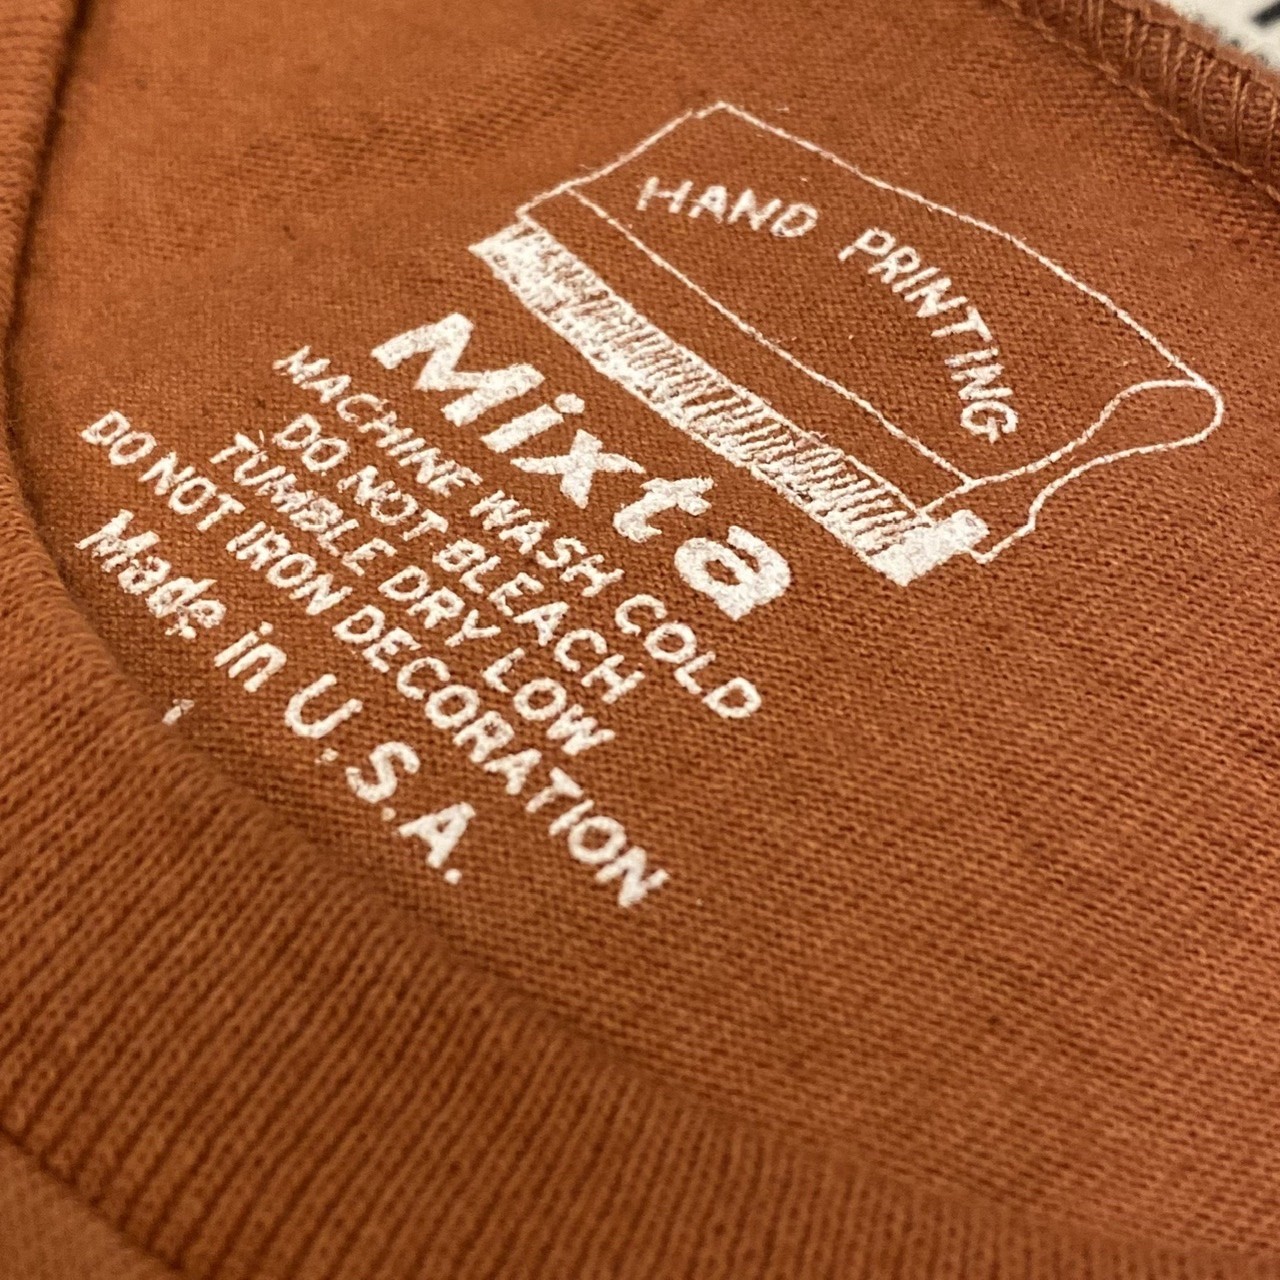 HAND PRINTING
Mixta
MACHINE WASH COLD
DO NOT BLEACH
TUMBLE DRY LOW
DO NOT IRON DECORATION
Made in U.S.A.